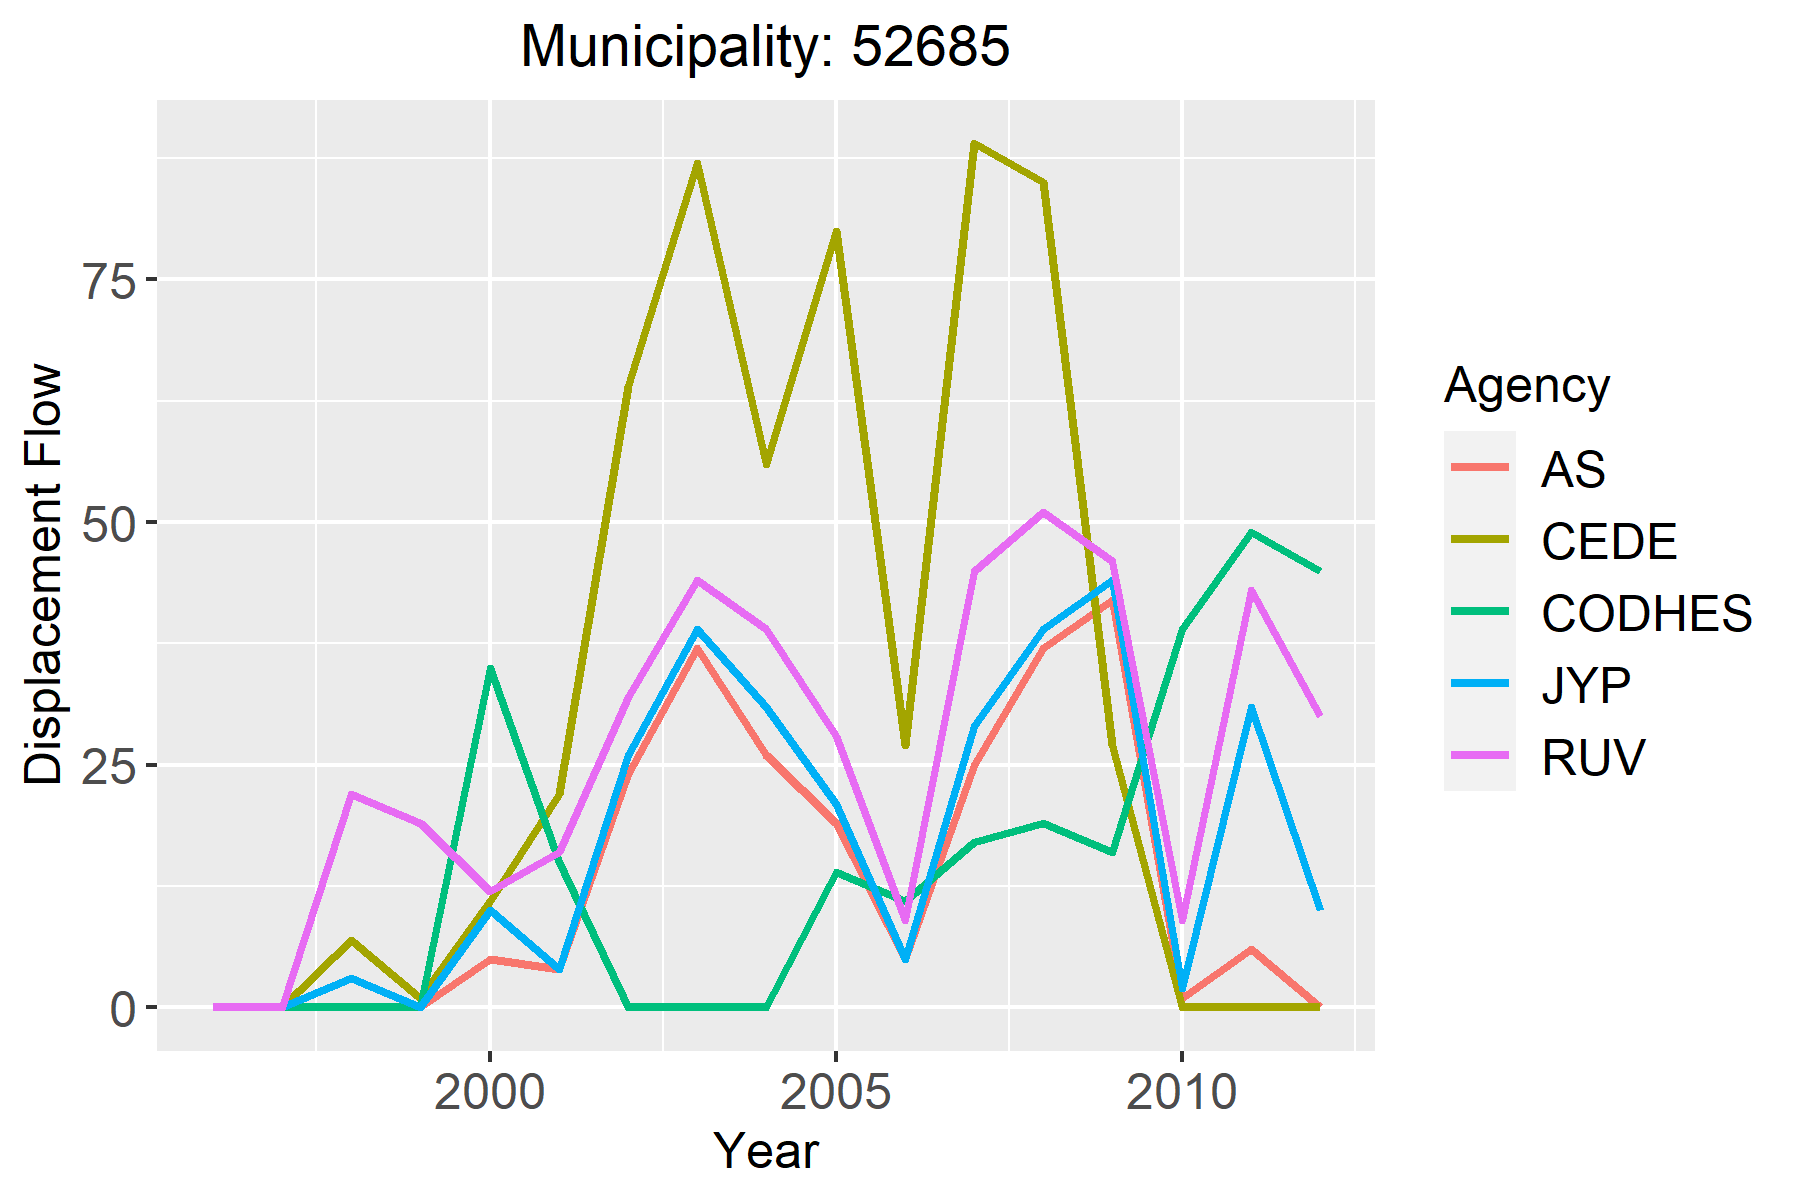 Municipality: 52685
Displacement Flow
75
50
25
0
2000 2005 2010
Year
Agency
AS
CEDE
CODHES
JYP
RUV